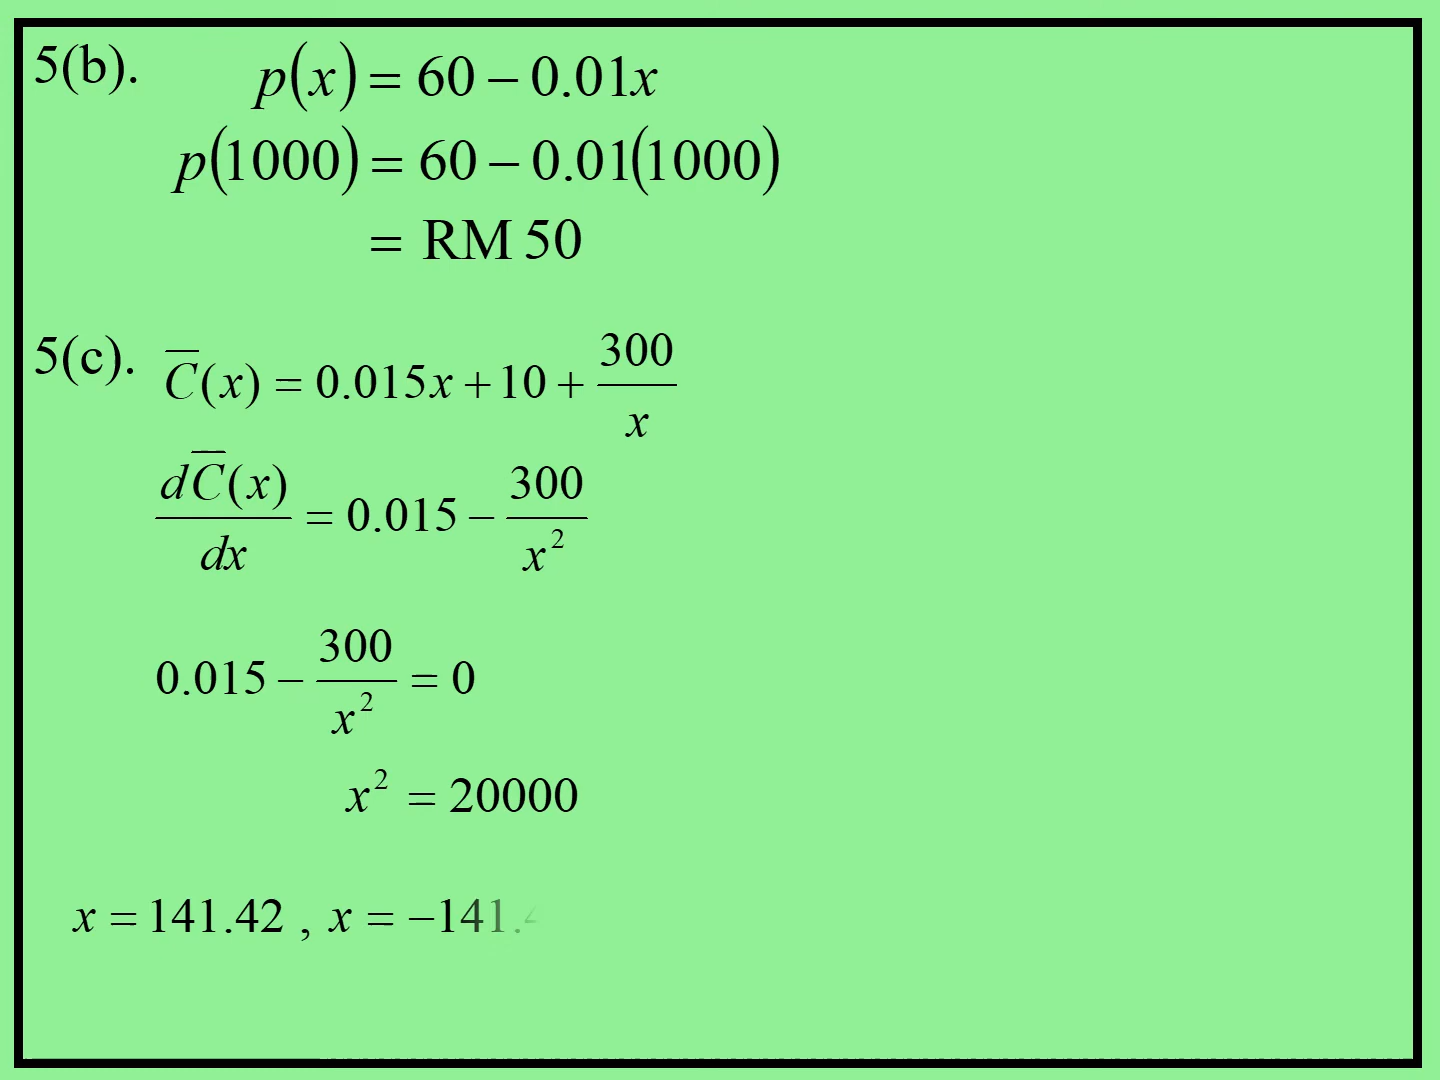 5(b). p(x) = 60 − 0.01x
p(1000) = 60 − 0.01(1000)
= RM 50
5(c). C̅(x) = 0.015x + 10 + 300/x
dC̅(x)/dx = 0.015 − 300/x²
0.015 − 300/x² = 0
x² = 20000
x = 141.42 , x = −141.4